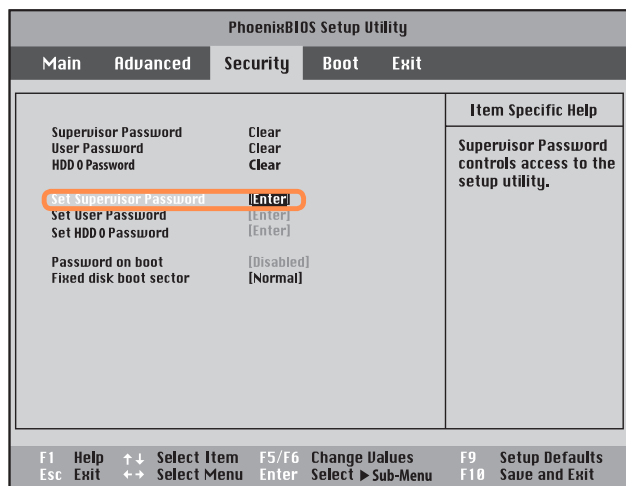 PhoenixBIOS Setup Utility
Main Advanced Security Boot Exit
Supervisor Password Clear
User Password Clear
HDD 0 Password Clear
Set Supervisor Password [Enter]
Set User Password [Enter]
Set HDD 0 Password [Enter]
Password on boot [Disabled]
Fixed disk boot sector [Normal]
Item Specific Help
Supervisor Password
controls access to the
setup utility.
F1 Help ↑↓ Select Item F5/F6 Change Values F9 Setup Defaults
Esc Exit ←→ Select Menu Enter Select ▶ Sub-Menu F10 Save and Exit